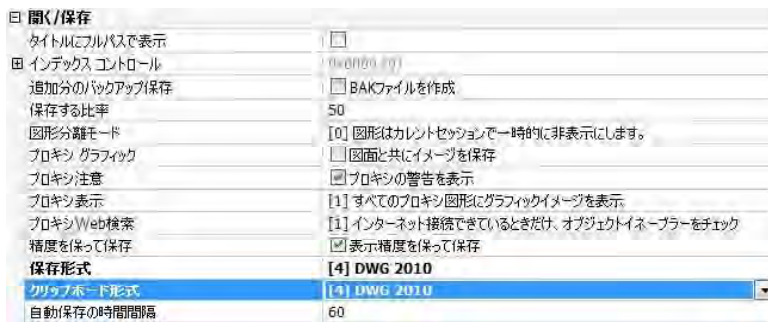 開く/保存
タイトルにフルパスで表示
インデックス コントロール
追加分のバックアップ保存 BAKファイルを作成
保存する比率 50
図形分離モード [0] 図形はカレントセッションで一時的に非表示にします。
プロキシ グラフィック 図面と共にイメージを保存
プロキシ注意 プロキシの警告を表示
プロキシ表示 [1] すべてのプロキシ図形にグラフィックイメージを表示
プロキシWeb検索 [1] インターネット接続できているときだけ、オブジェクトイネーブラーをチェック
精度を保って保存 表示精度を保って保存
保存形式 [4] DWG 2010
クリップボード形式 [4] DWG 2010
自動保存の時間間隔 60